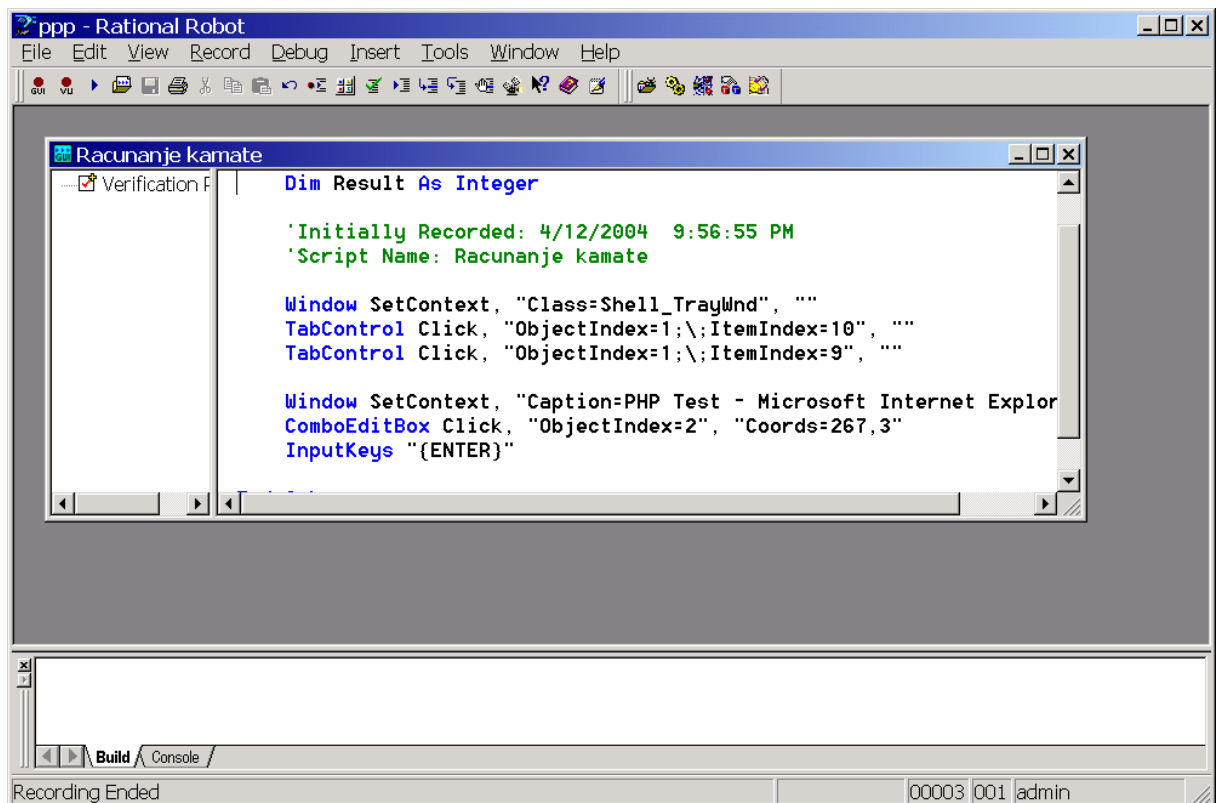 ppp - Rational Robot
File Edit View Record Debug Insert Tools Window Help
Racunanje kamate
Verification
Dim Result As Integer
'Initially Recorded: 4/12/2004 9:56:55 PM
'Script Name: Racunanje kamate
Window SetContext, "Class=Shell_TrayWnd", ""
TabControl Click, "ObjectIndex=1;\;ItemIndex=10", ""
TabControl Click, "ObjectIndex=1;\;ItemIndex=9", ""
Window SetContext, "Caption=PHP Test - Microsoft Internet Explor
ComboEditBox Click, "ObjectIndex=2", "Coords=267,3"
InputKeys "{ENTER}"
Build Console
Recording Ended 00003 001 admin